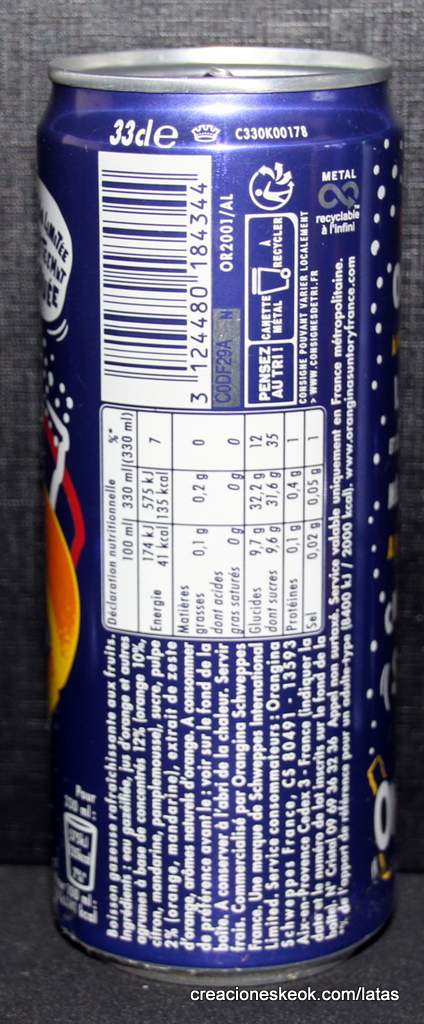 33cl e
C330K0017B
3 124480 184344
C0DF29A N
OR2001/AL
PENSEZ
AU TRI !
CANETTE
MÉTAL
À
RECYCLER
CONSIGNE POUVANT VARIER LOCALEMENT
> WWW.CONSIGNESDETRI.FR
METAL
recyclable
à l'infini
Déclaration nutritionnelle
100 ml 330 ml %* (330 ml)
Energie 174 kJ 575 kJ
41 kcal 135 kcal 7
Matières
grasses 0,1 g 0,2 g 0
dont acides
gras saturés 0 g 0 g 0
Glucides 9,7 g 32,2 g 12
dont sucres 9,6 g 31,6 g 35
Protéines 0,1 g 0,4 g 1
Sel 0,02 g 0,05 g 1
Boisson gazeuse rafraîchissante aux fruits.
Ingrédients : eau gazéifiée, jus d'orange et autres
agrumes à base de concentrés 12% (orange 10%,
citron, mandarine, pamplemousse), sucre, pulpe
2% (orange, mandarine), extrait de zeste
d'orange, arômes naturels d'orange. A consommer
de préférence avant le : voir sur le fond de la
boîte. A conserver à l'abri de la chaleur. Servir
frais. Commercialisé par Orangina Schweppes
France. Une marque de Schweppes International
Limited. Service consommateurs : Orangina
Schweppes France, CS 80491 - 13593
Aix-en-Provence Cedex 3 - France (indiquer la
date et le numéro de lot inscrits sur le fond de la
boîte). N° Cristal 09 69 36 32 36 Appel non surtaxé. Service valable uniquement en France métropolitaine.
*% de l'apport de référence pour un adulte-type (8400 kJ / 2000 kcal). www.oranginasuntoryfrance.com
Pour
creacioneskeok.com/latas